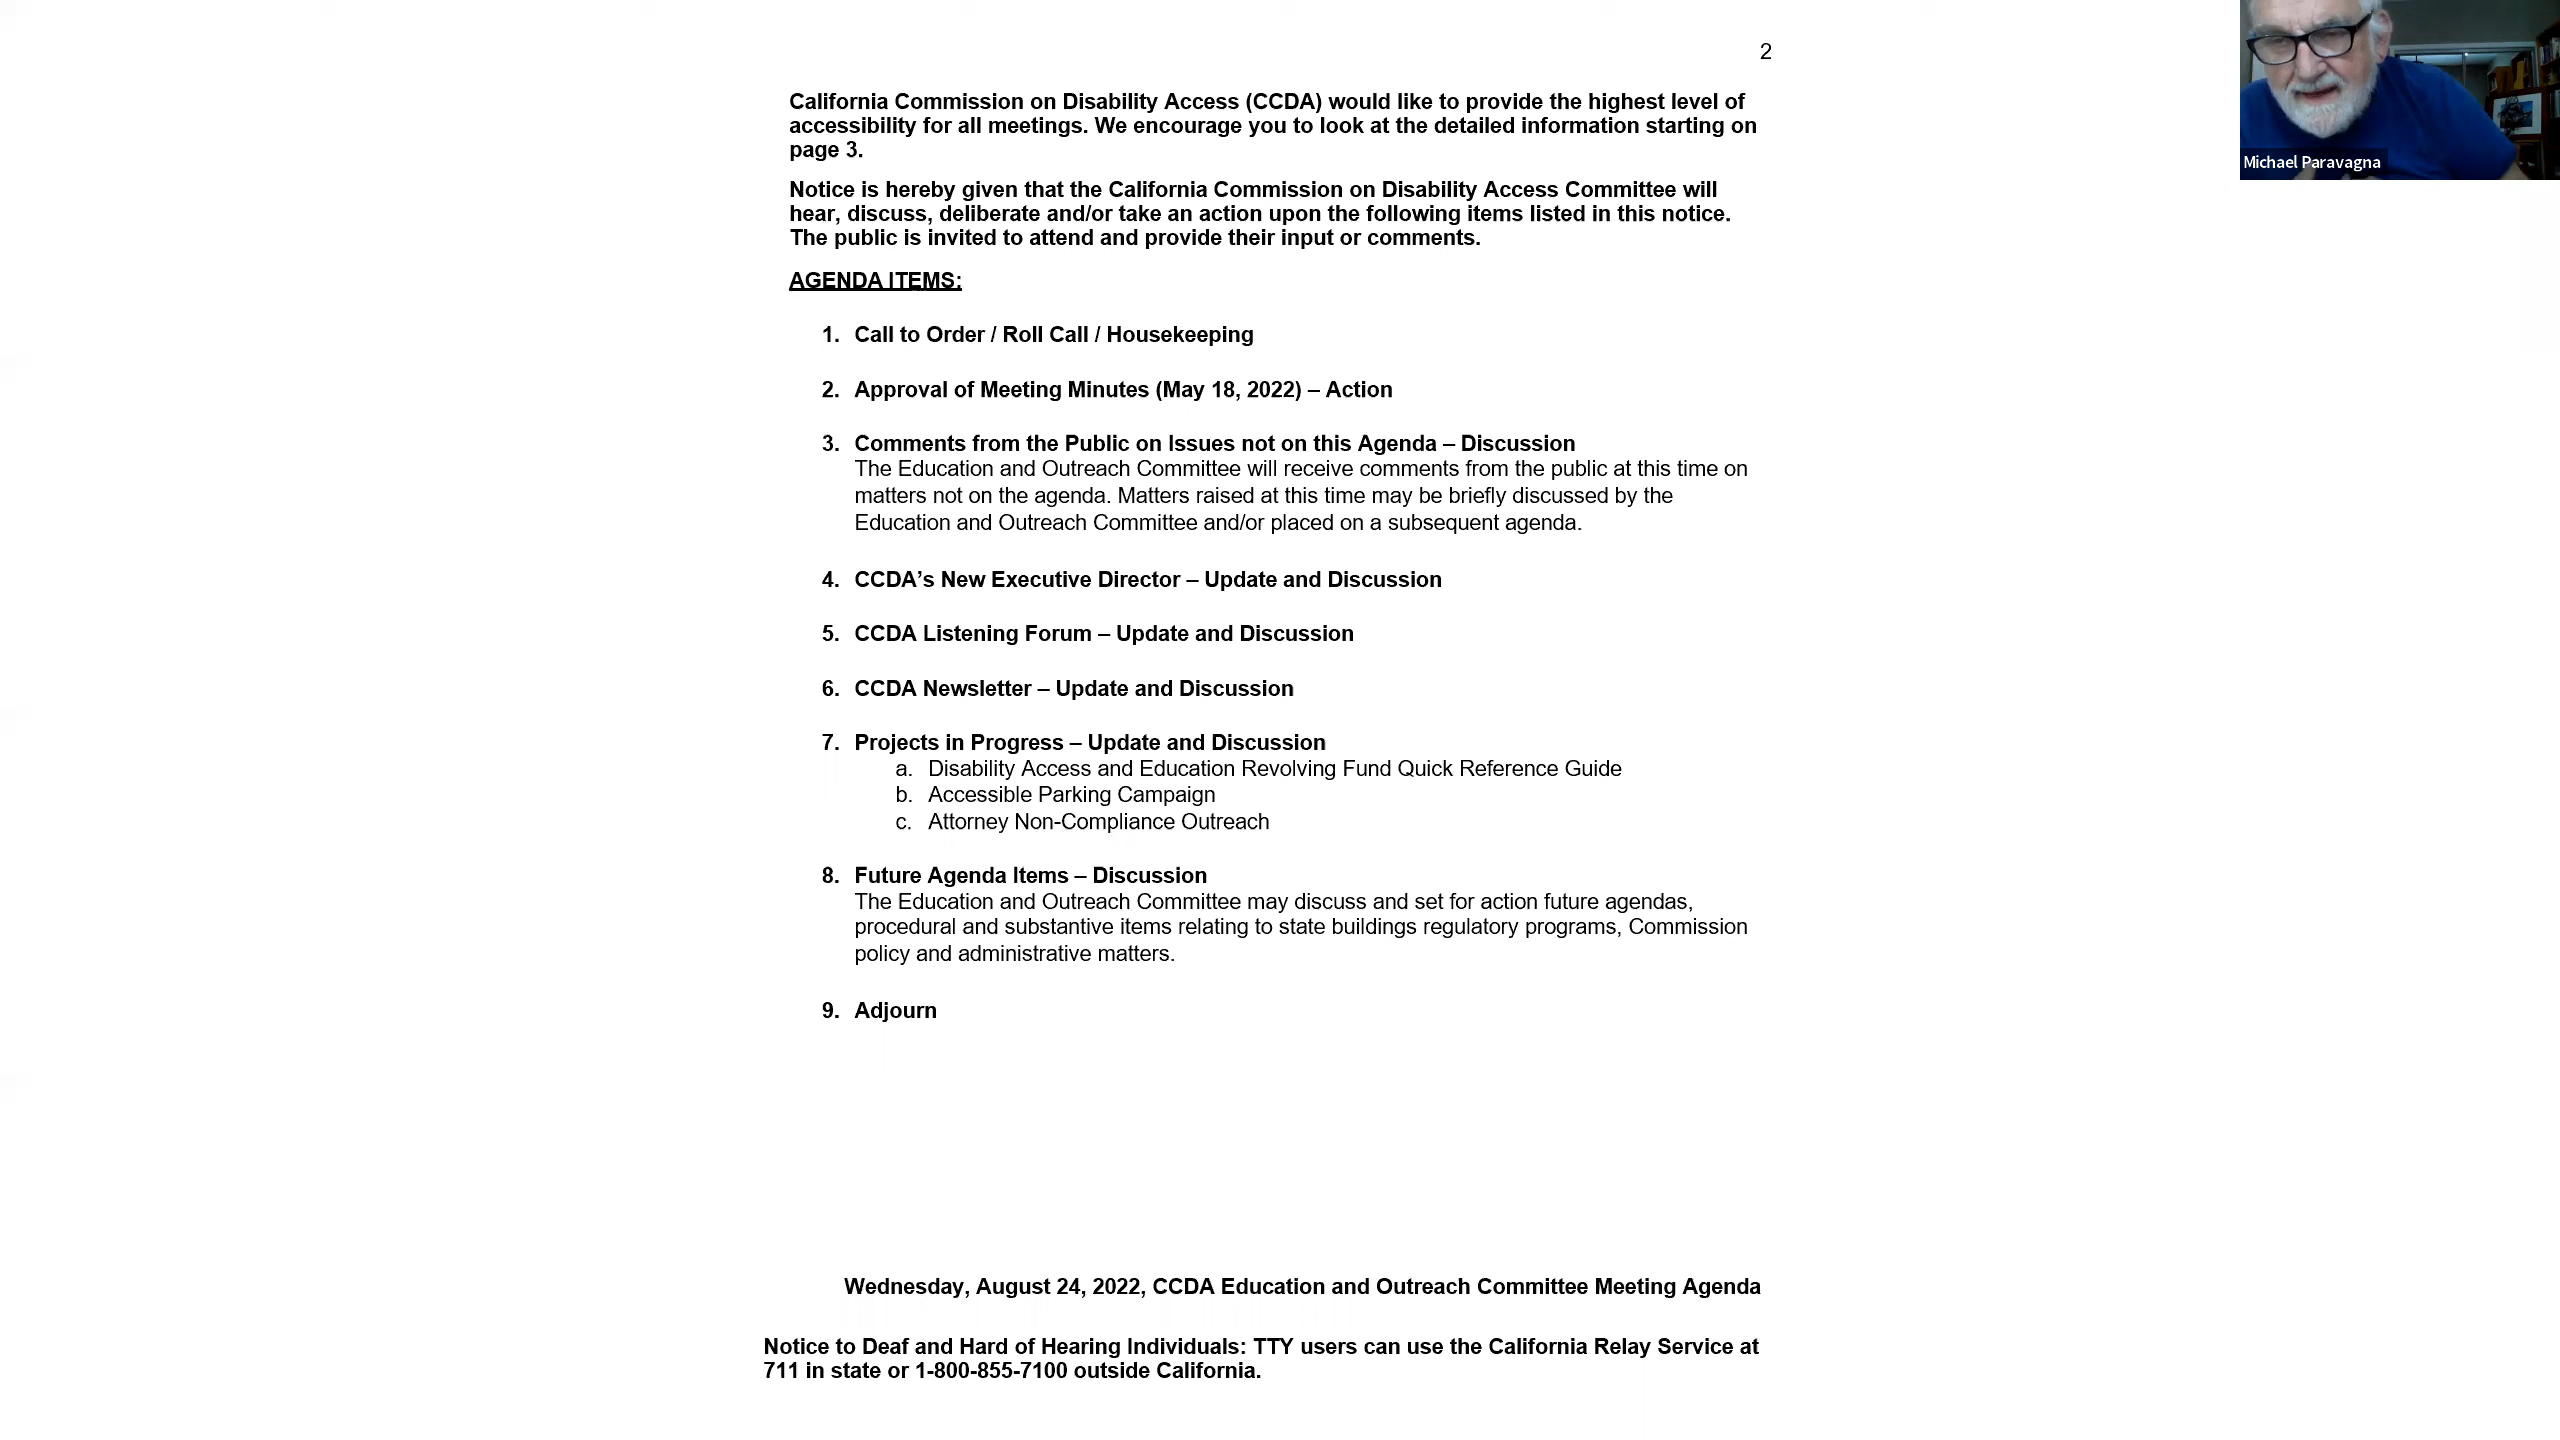 2
California Commission on Disability Access (CCDA) would like to provide the highest level of
accessibility for all meetings. We encourage you to look at the detailed information starting on
page 3.
Notice is hereby given that the California Commission on Disability Access Committee will
hear, discuss, deliberate and/or take an action upon the following items listed in this notice.
The public is invited to attend and provide their input or comments.
AGENDA ITEMS:
1. Call to Order / Roll Call / Housekeeping
2. Approval of Meeting Minutes (May 18, 2022) – Action
3. Comments from the Public on Issues not on this Agenda – Discussion
The Education and Outreach Committee will receive comments from the public at this time on
matters not on the agenda. Matters raised at this time may be briefly discussed by the
Education and Outreach Committee and/or placed on a subsequent agenda.
4. CCDA’s New Executive Director – Update and Discussion
5. CCDA Listening Forum – Update and Discussion
6. CCDA Newsletter – Update and Discussion
7. Projects in Progress – Update and Discussion
a. Disability Access and Education Revolving Fund Quick Reference Guide
b. Accessible Parking Campaign
c. Attorney Non-Compliance Outreach
8. Future Agenda Items – Discussion
The Education and Outreach Committee may discuss and set for action future agendas,
procedural and substantive items relating to state buildings regulatory programs, Commission
policy and administrative matters.
9. Adjourn
Wednesday, August 24, 2022, CCDA Education and Outreach Committee Meeting Agenda
Notice to Deaf and Hard of Hearing Individuals: TTY users can use the California Relay Service at
711 in state or 1-800-855-7100 outside California.
Michael Paravagna